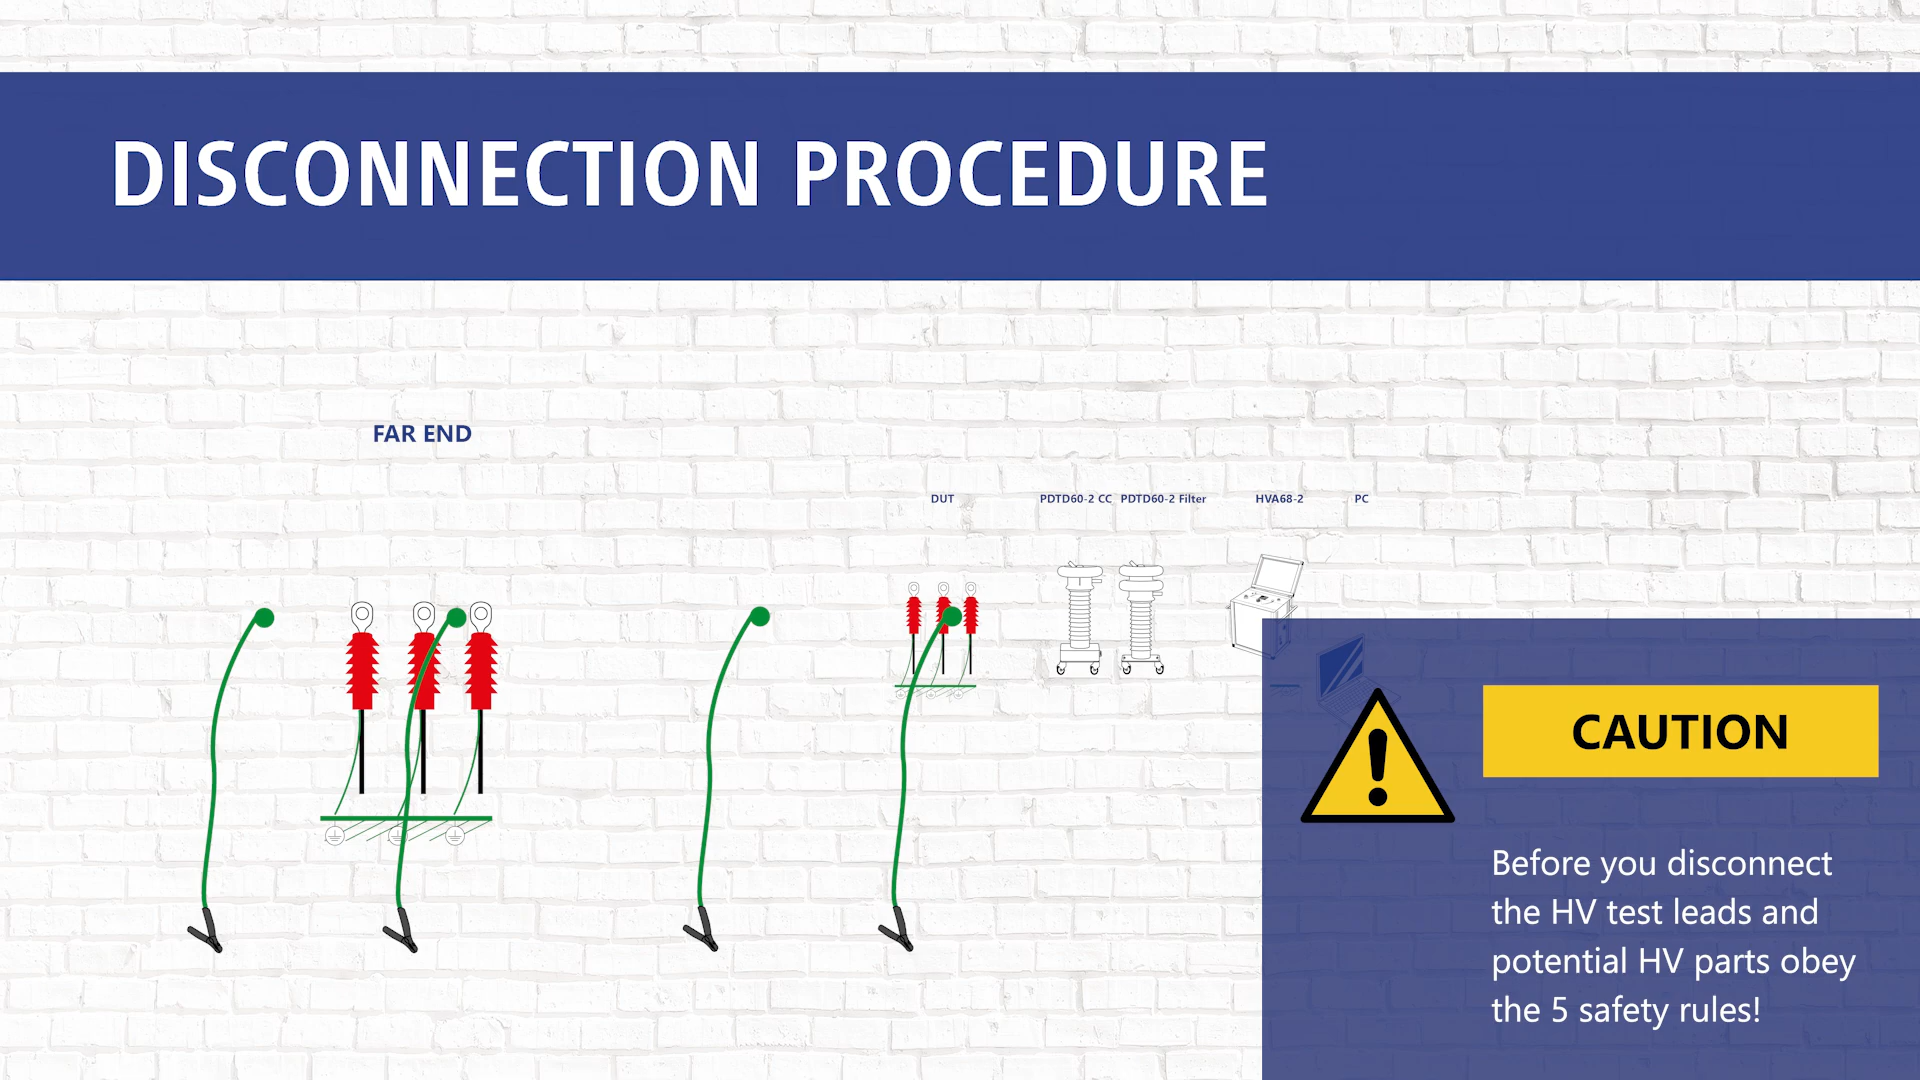 DISCONNECTION PROCEDURE
FAR END
DUT
PDTD60-2 CC
PDTD60-2 Filter
HVA68-2
PC
CAUTION
Before you disconnect
the HV test leads and
potential HV parts obey
the 5 safety rules!